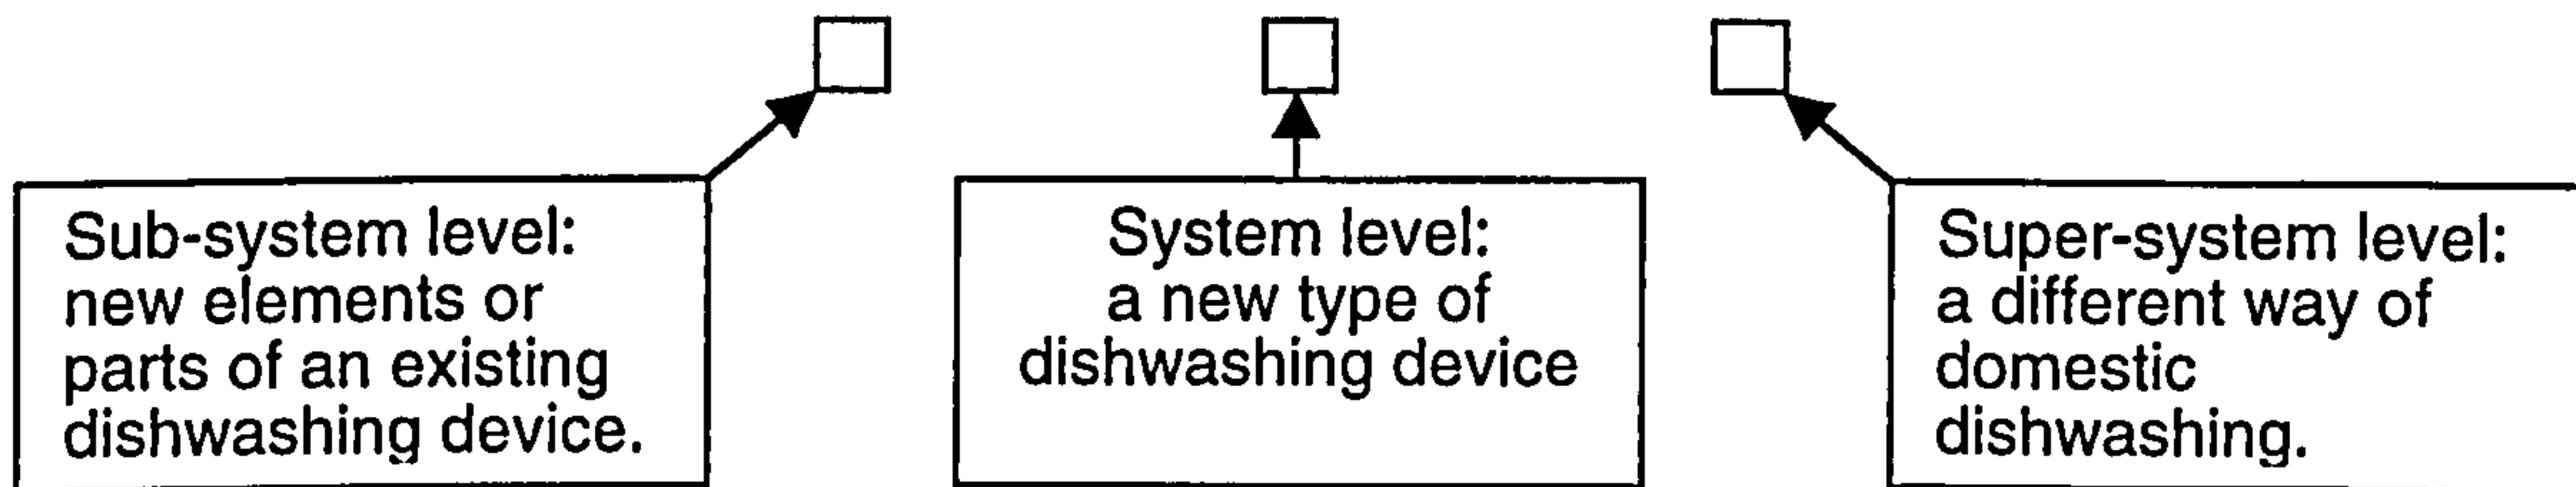 Sub-system level:
new elements or
parts of an existing
dishwashing device.
System level:
a new type of
dishwashing device
Super-system level:
a different way of
domestic
dishwashing.